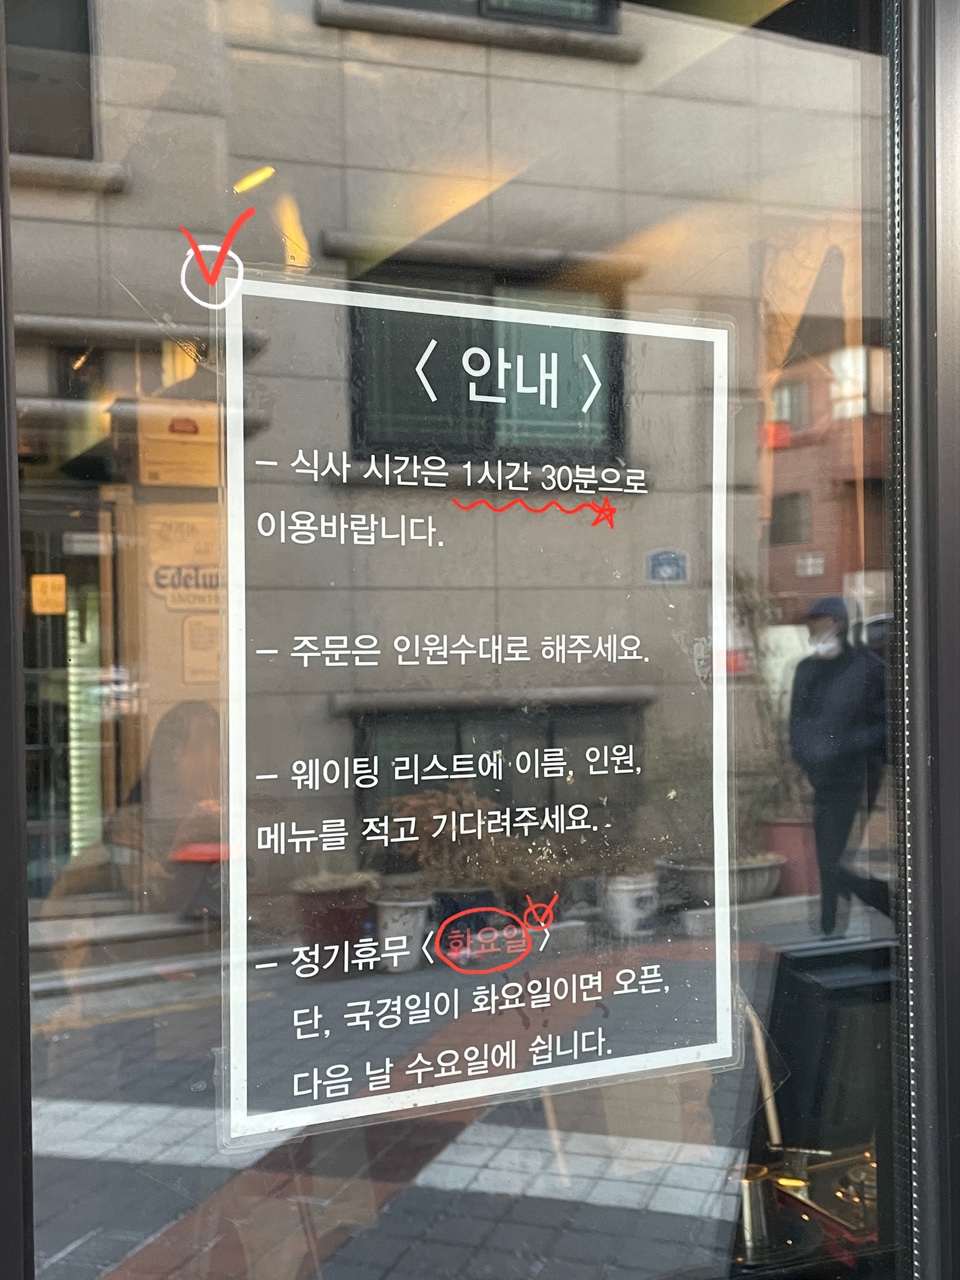 < 안내 >
– 식사 시간은 1시간 30분으로
이용바랍니다.
– 주문은 인원수대로 해주세요.
– 웨이팅 리스트에 이름, 인원,
메뉴를 적고 기다려주세요.
– 정기휴무 < 화요일 >
단, 국경일이 화요일이면 오픈,
다음 날 수요일에 쉽니다.